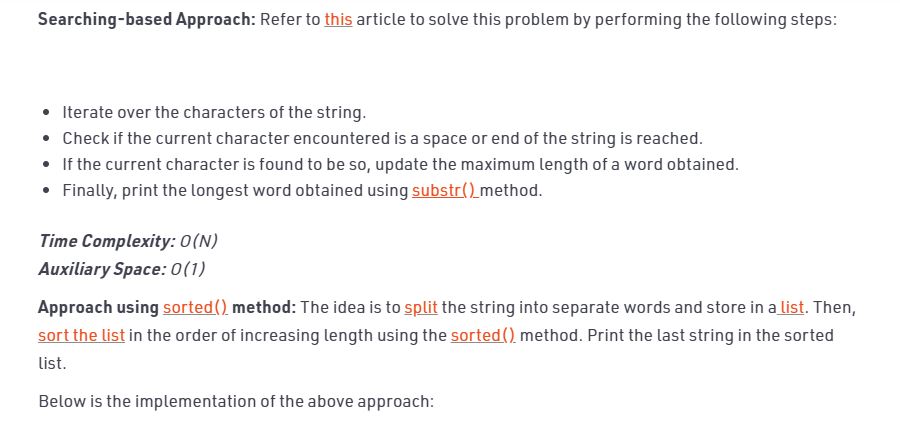 Searching-based Approach: Refer to this article to solve this problem by performing the following steps:
• Iterate over the characters of the string.
• Check if the current character encountered is a space or end of the string is reached.
• If the current character is found to be so, update the maximum length of a word obtained.
• Finally, print the longest word obtained using substr() method.
Time Complexity: O(N)
Auxiliary Space: O(1)
Approach using sorted() method: The idea is to split the string into separate words and store in a list. Then,
sort the list in the order of increasing length using the sorted() method. Print the last string in the sorted
list.
Below is the implementation of the above approach: